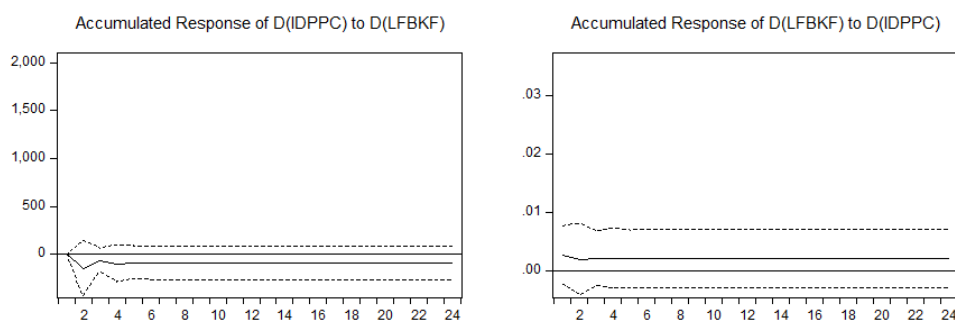 Accumulated Response of D(IDPPC) to D(LFBKF)
2,000
1,500
1,000
500
0
2 4 6 8 10 12 14 16 18 20 22 24
Accumulated Response of D(LFBKF) to D(IDPPC)
.03
.02
.01
.00
2 4 6 8 10 12 14 16 18 20 22 24